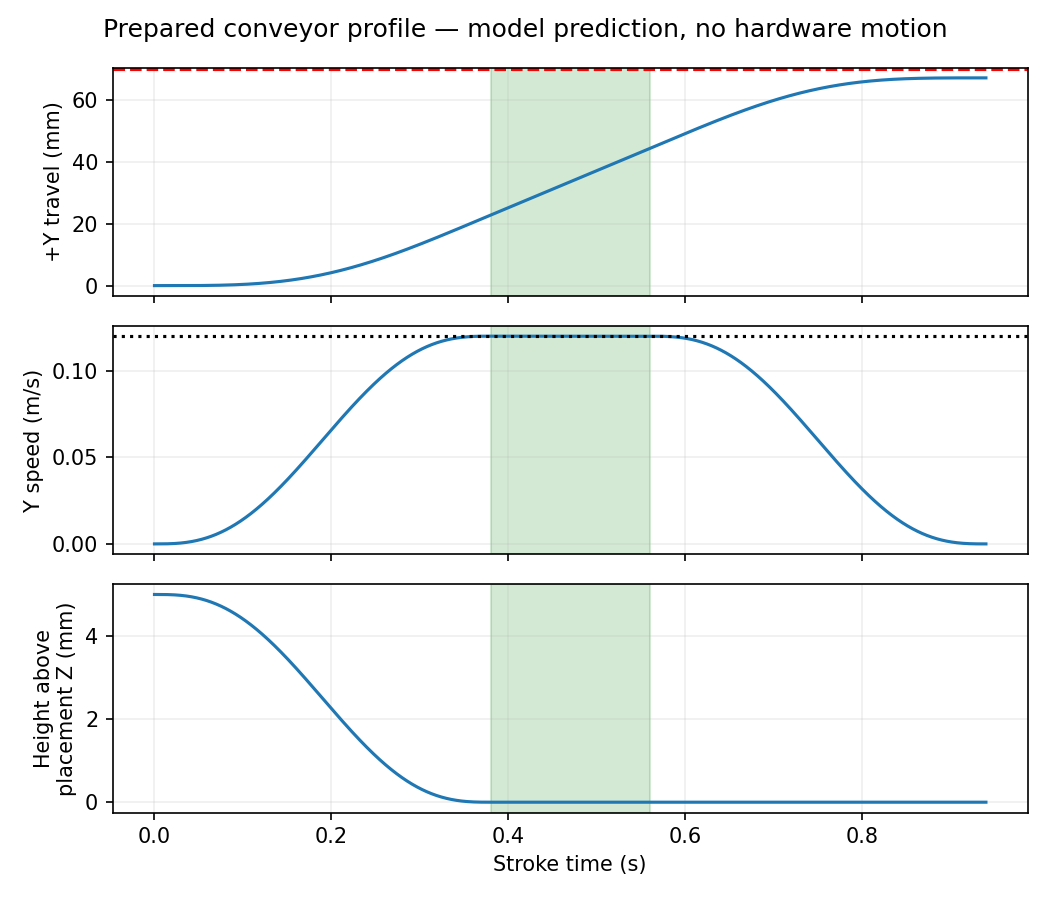 Prepared conveyor profile — model prediction, no hardware motion
+Y travel (mm)
60
40
20
0
Y speed (m/s)
0.10
0.05
0.00
Height above
placement Z (mm)
4
2
0
0.0 0.2 0.4 0.6 0.8
Stroke time (s)